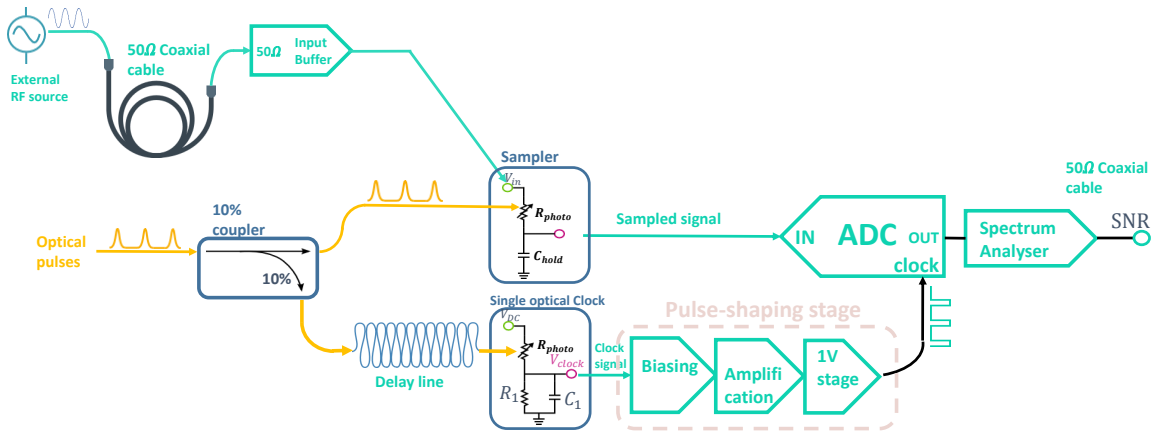 External
RF source
50Ω Coaxial
cable
50Ω
Input
Buffer
Sampler
V_in
R_photo
C_hold
Optical
pulses
10%
coupler
10%
Delay line
Single optical Clock
V_DC
R_photo
V_clock
R_1
C_1
Clock
signal
Sampled signal
Pulse-shaping stage
Biasing
Amplifi
cation
1V
stage
IN
ADC
OUT
clock
Spectrum
Analyser
50Ω Coaxial
cable
SNR